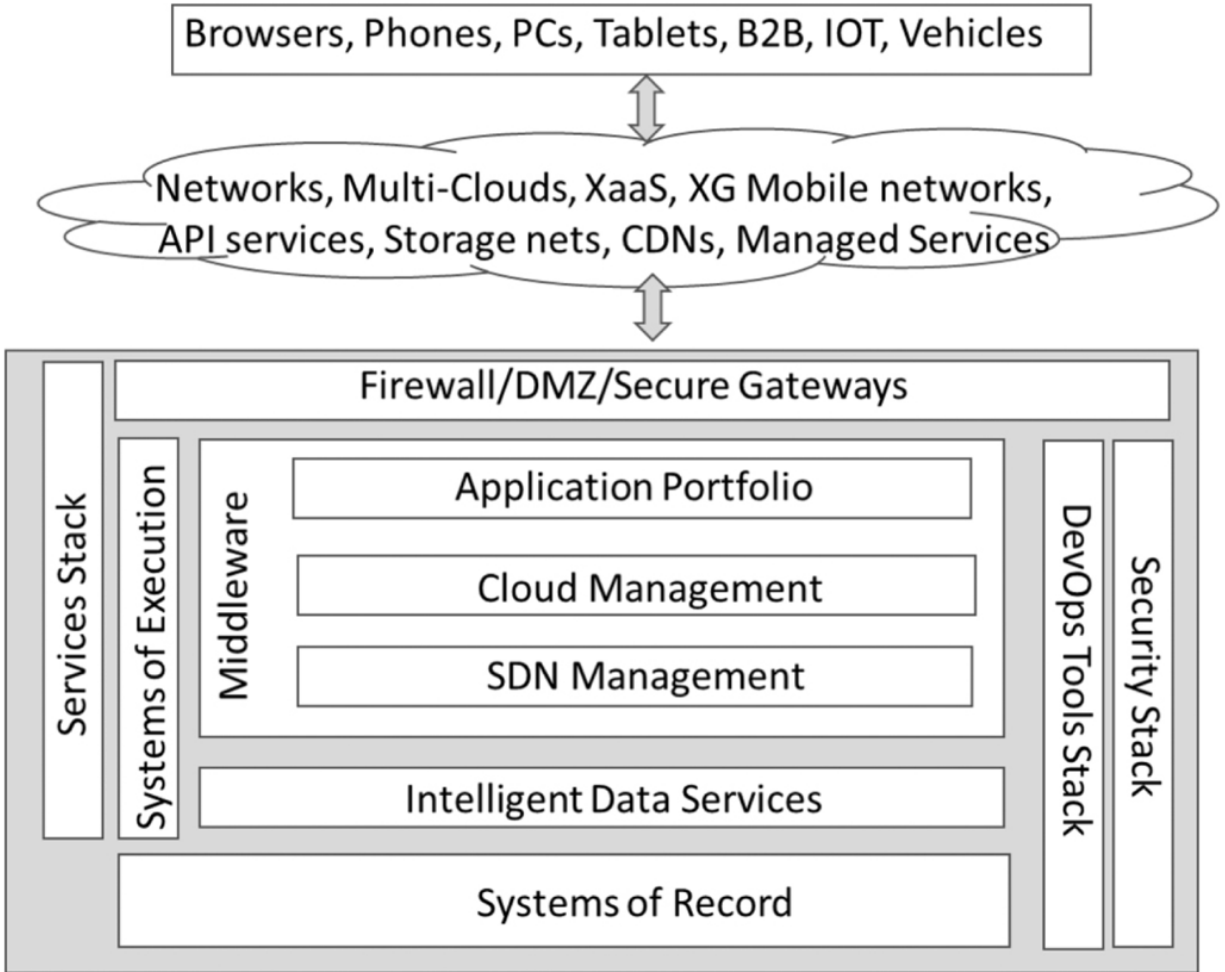 Browsers, Phones, PCs, Tablets, B2B, IOT, Vehicles
Networks, Multi-Clouds, XaaS, XG Mobile networks,
API services, Storage nets, CDNs, Managed Services
Firewall/DMZ/Secure Gateways
Services Stack
Systems of Execution
Middleware
Application Portfolio
Cloud Management
SDN Management
Intelligent Data Services
Systems of Record
DevOps Tools Stack
Security Stack